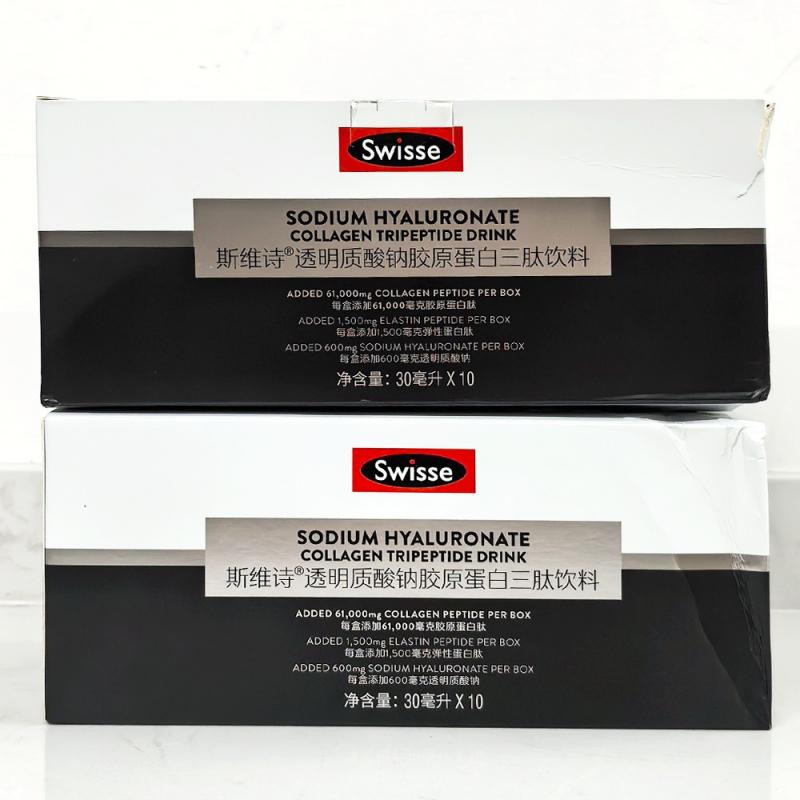 Swisse
SODIUM HYALURONATE
COLLAGEN TRIPEPTIDE DRINK
斯维诗®透明质酸钠胶原蛋白三肽饮料
ADDED 61,000mg COLLAGEN PEPTIDE PER BOX
每盒添加61,000毫克胶原蛋白肽
ADDED 1,500mg ELASTIN PEPTIDE PER BOX
每盒添加1,500毫克弹性蛋白肽
ADDED 600mg SODIUM HYALURONATE PER BOX
每盒添加600毫克透明质酸钠
净含量：30毫升 X 10
Swisse
SODIUM HYALURONATE
COLLAGEN TRIPEPTIDE DRINK
斯维诗®透明质酸钠胶原蛋白三肽饮料
ADDED 61,000mg COLLAGEN PEPTIDE PER BOX
每盒添加61,000毫克胶原蛋白肽
ADDED 1,500mg ELASTIN PEPTIDE PER BOX
每盒添加1,500毫克弹性蛋白肽
ADDED 600mg SODIUM HYALURONATE PER BOX
每盒添加600毫克透明质酸钠
净含量：30毫升 X 10